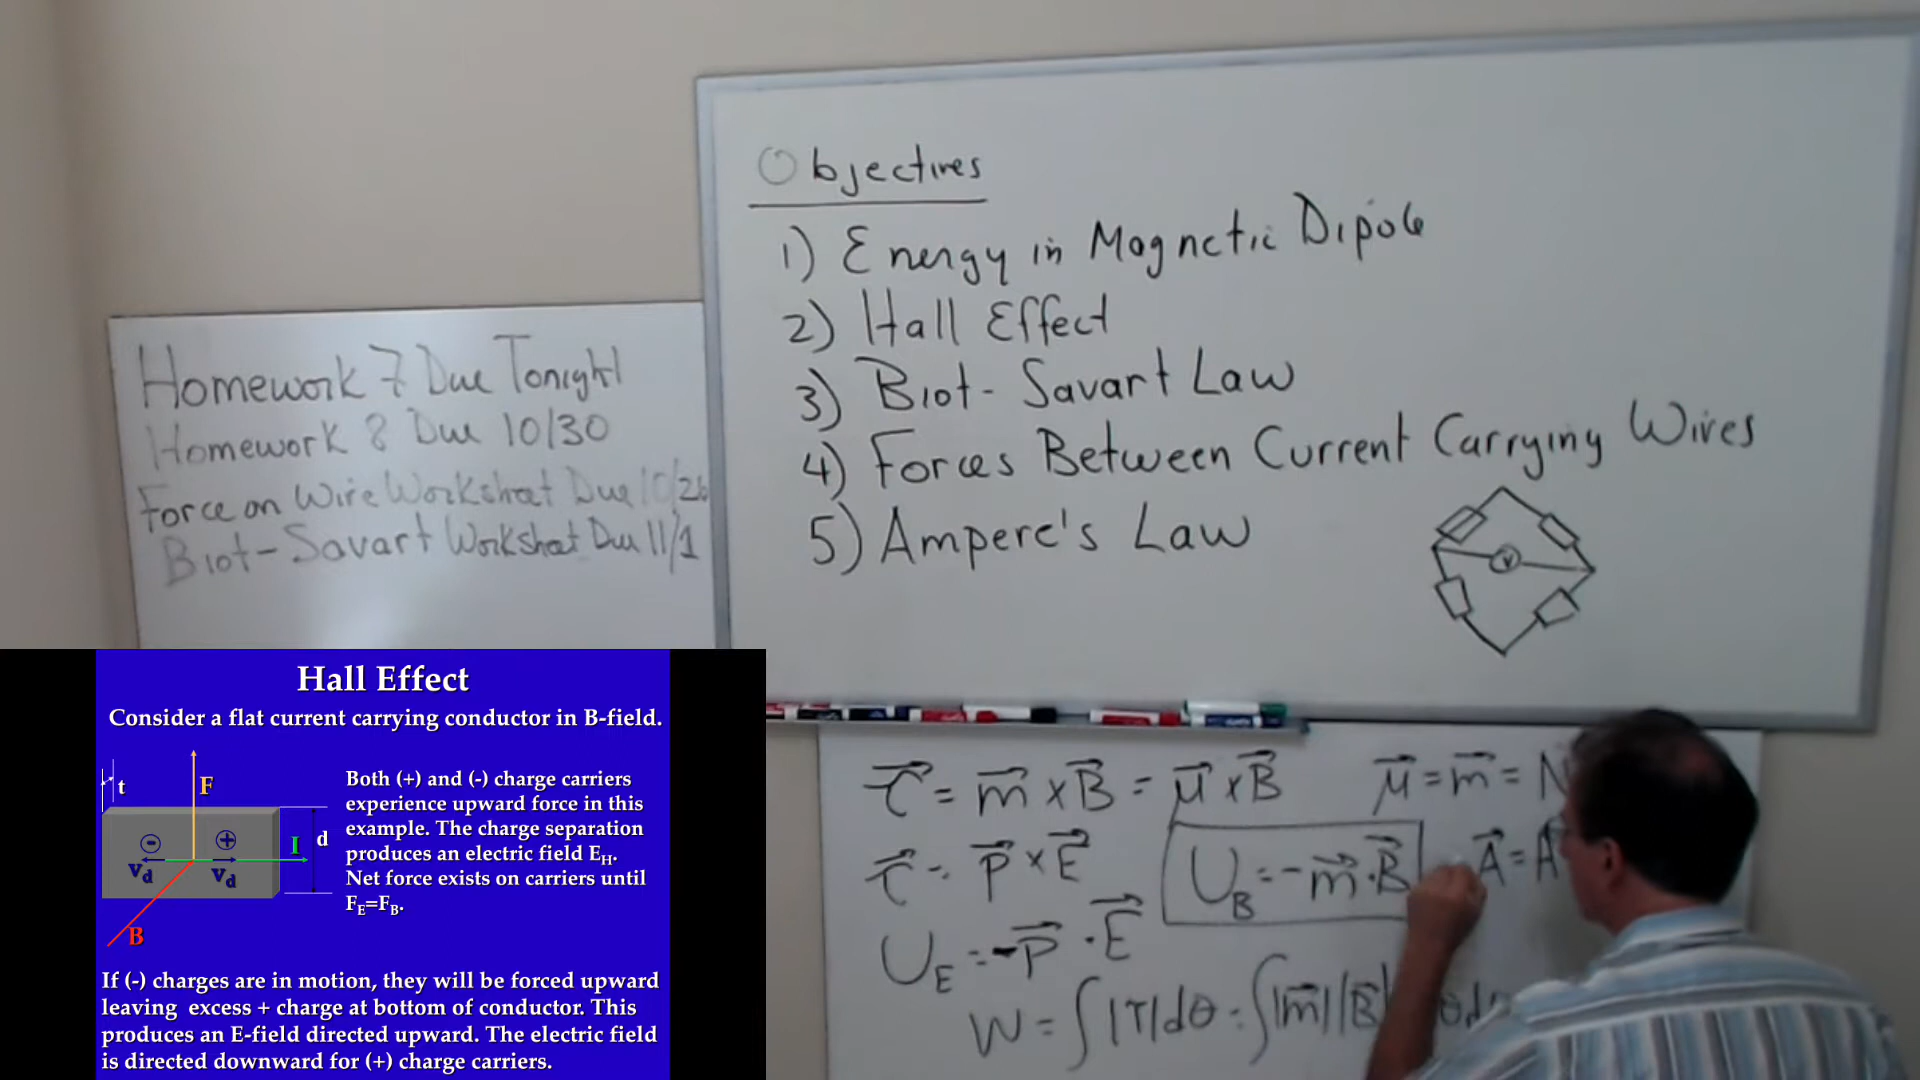 Objectives
1) Energy in Magnetic Dipole
2) Hall Effect
3) Biot-Savart Law
4) Forces Between Current Carrying Wires
5) Ampere's Law
V
Homework 7 Due Tonight
Homework 8 Due 10/30
Force on Wire Worksheet Due 10/26
Biot-Savart Worksheet Due 11/1
Hall Effect
Consider a flat current carrying conductor in B-field.
t
F
d
I
vd
vd
B
Both (+) and (-) charge carriers
experience upward force in this
example. The charge separation
produces an electric field EH.
Net force exists on carriers until
FE=FB.
If (-) charges are in motion, they will be forced upward
leaving excess + charge at bottom of conductor. This
produces an E-field directed upward. The electric field
is directed downward for (+) charge carriers.
τ⃗ = m⃗ × B⃗ = μ⃗ × B⃗
μ⃗ = m⃗ = N
τ⃗ = p⃗ × E⃗
U_B = -m⃗ · B⃗
A⃗ = A
U_E = -p⃗ · E⃗
W = ∫|τ|dθ = ∫|m⃗||B⃗|